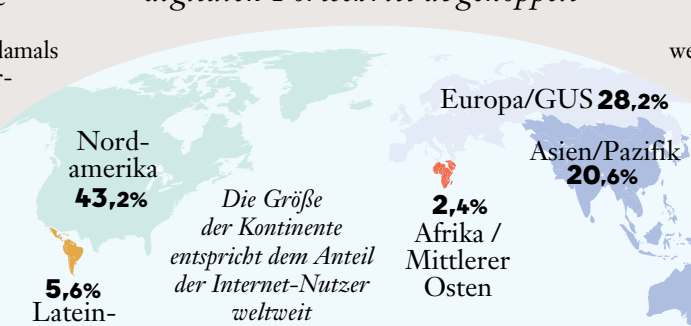 damals
r-
we
Europa/GUS 28,2%
Nord-
amerika
43,2%
Asien/Pazifik
20,6%
Die Größe
der Kontinente
entspricht dem Anteil
der Internet-Nutzer
weltweit
2,4%
Afrika /
Mittlerer
Osten
5,6%
Latein-